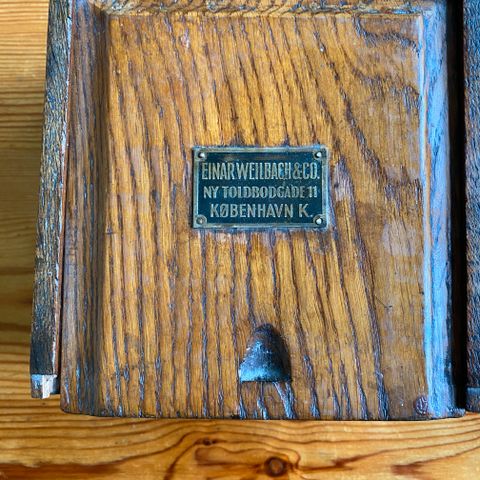 EINAR WEILBACH & CO.
NY TOLDBODGADE 11
KØBENHAVN K.